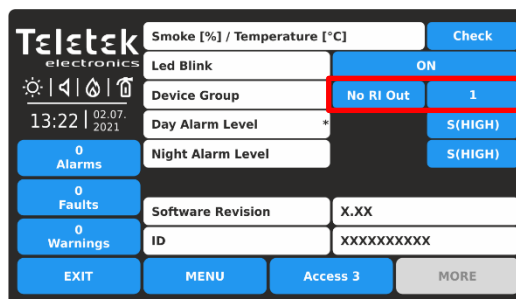 Teletek
electronics
13:22 02.07.
2021
0
Alarms
0
Faults
0
Warnings
Smoke [%] / Temperature [°C] Check
Led Blink ON
Device Group No RI Out 1
Day Alarm Level * S(HIGH)
Night Alarm Level S(HIGH)
Software Revision X.XX
ID XXXXXXXXXX
EXIT MENU Access 3 MORE